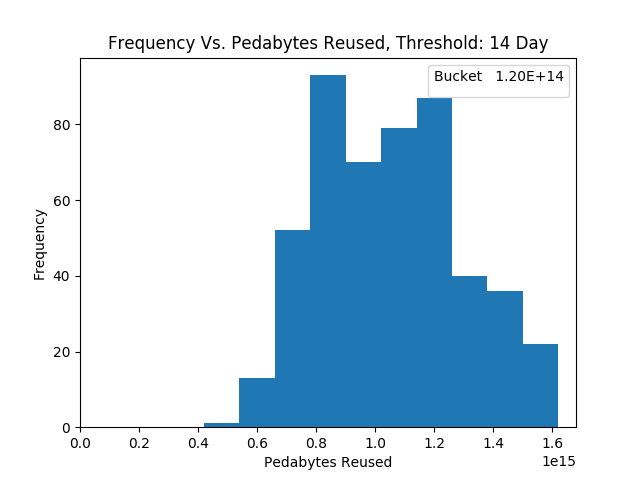 Frequency Vs. Pedabytes Reused, Threshold: 14 Day
Bucket 1.20E+14
80
60
40
20
0
Frequency
0.0 0.2 0.4 0.6 0.8 1.0 1.2 1.4 1.6
1e15
Pedabytes Reused